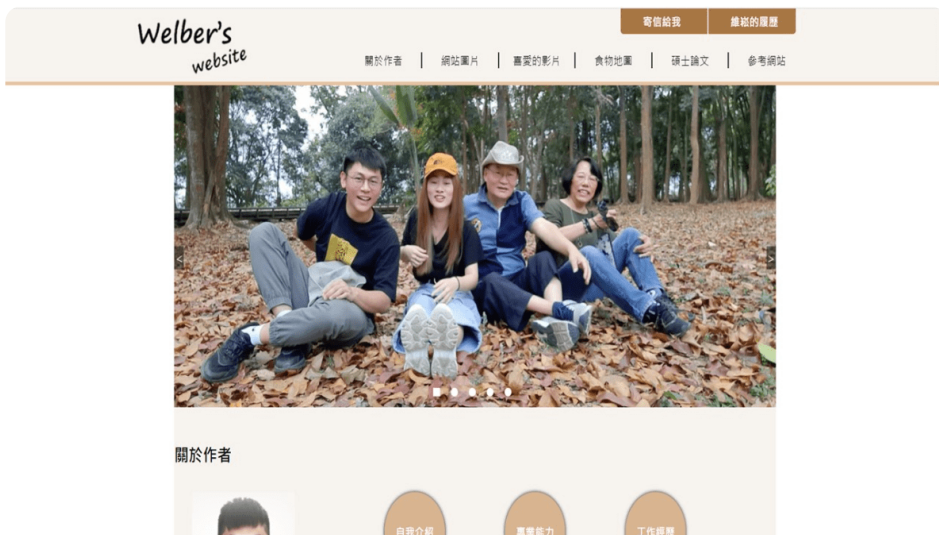 Welber's
website
寄信給我
維崧的履歷
關於作者
網站圖片
喜愛的影片
食物地圖
碩士論文
參考網站
<
>
關於作者
自我介紹
專業能力
工作經歷